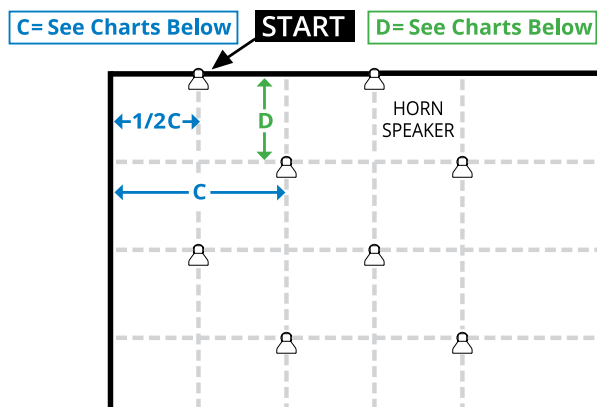 C= See Charts Below
START
D= See Charts Below
1/2C
D
HORN
SPEAKER
C